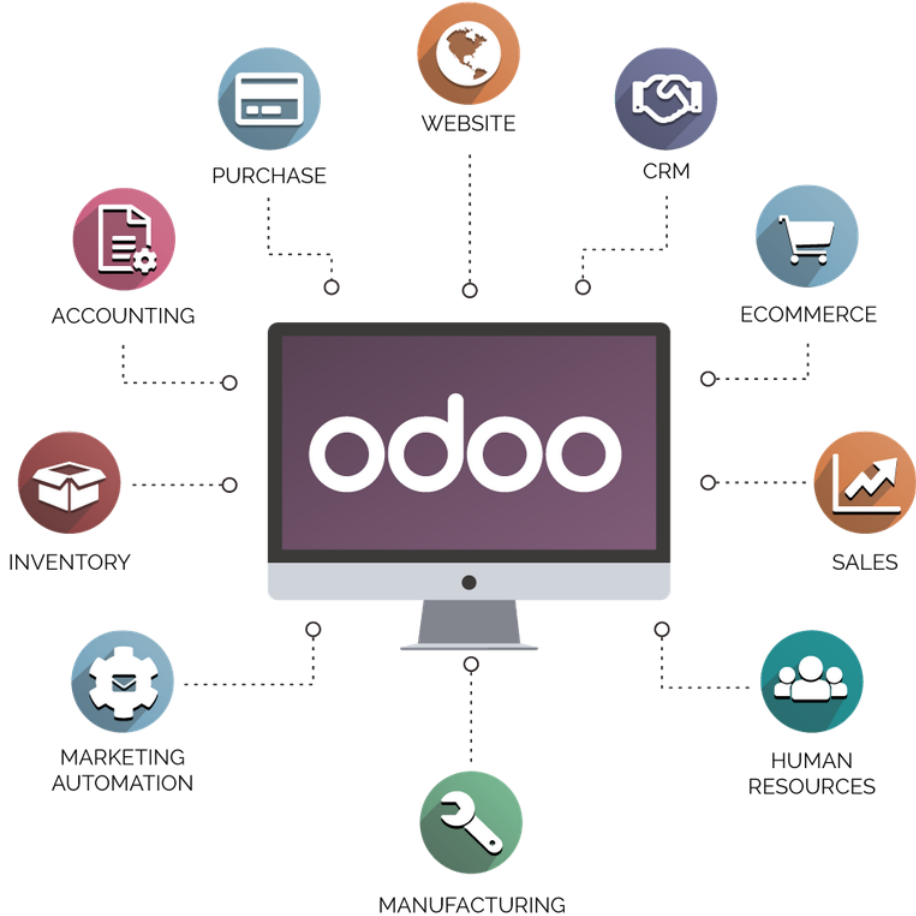 WEBSITE
CRM
PURCHASE
ECOMMERCE
ACCOUNTING
odoo
INVENTORY
SALES
MARKETING
AUTOMATION
HUMAN
RESOURCES
MANUFACTURING